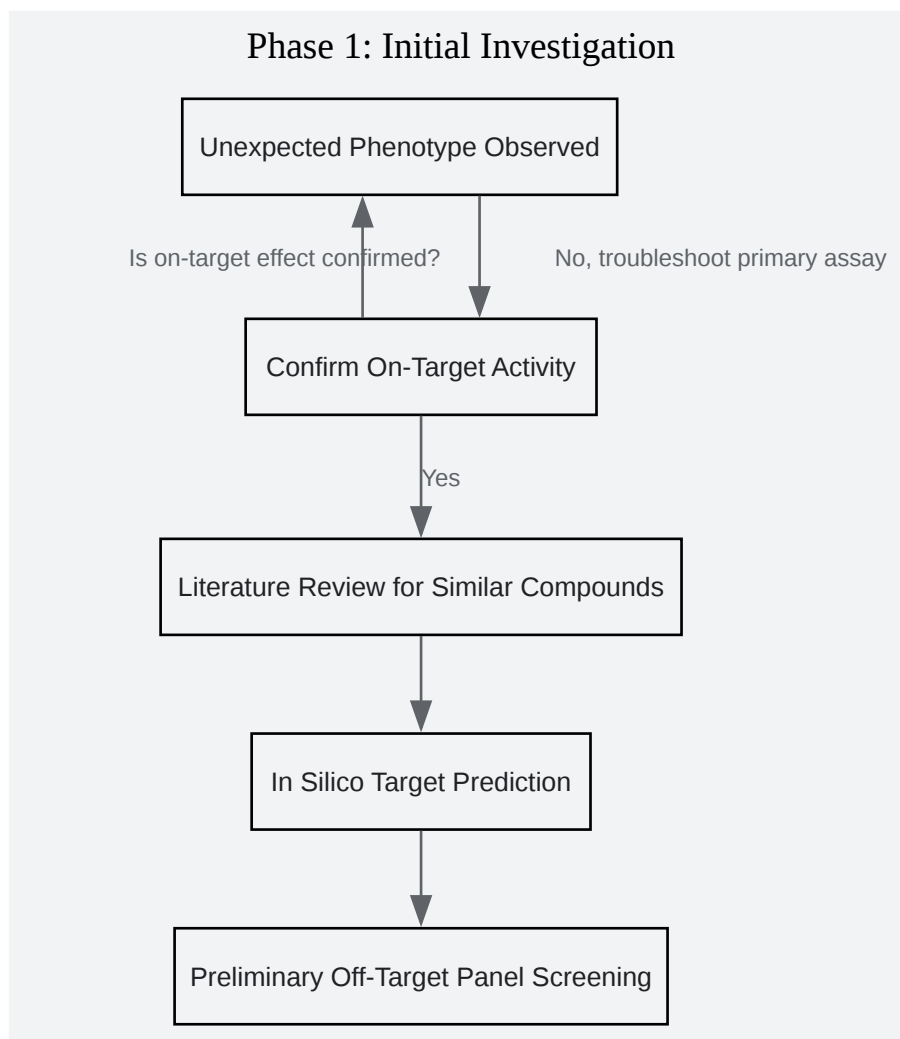 Phase 1: Initial Investigation
Unexpected Phenotype Observed
Is on-target effect confirmed?
No, troubleshoot primary assay
Confirm On-Target Activity
Yes
Literature Review for Similar Compounds
In Silico Target Prediction
Preliminary Off-Target Panel Screening